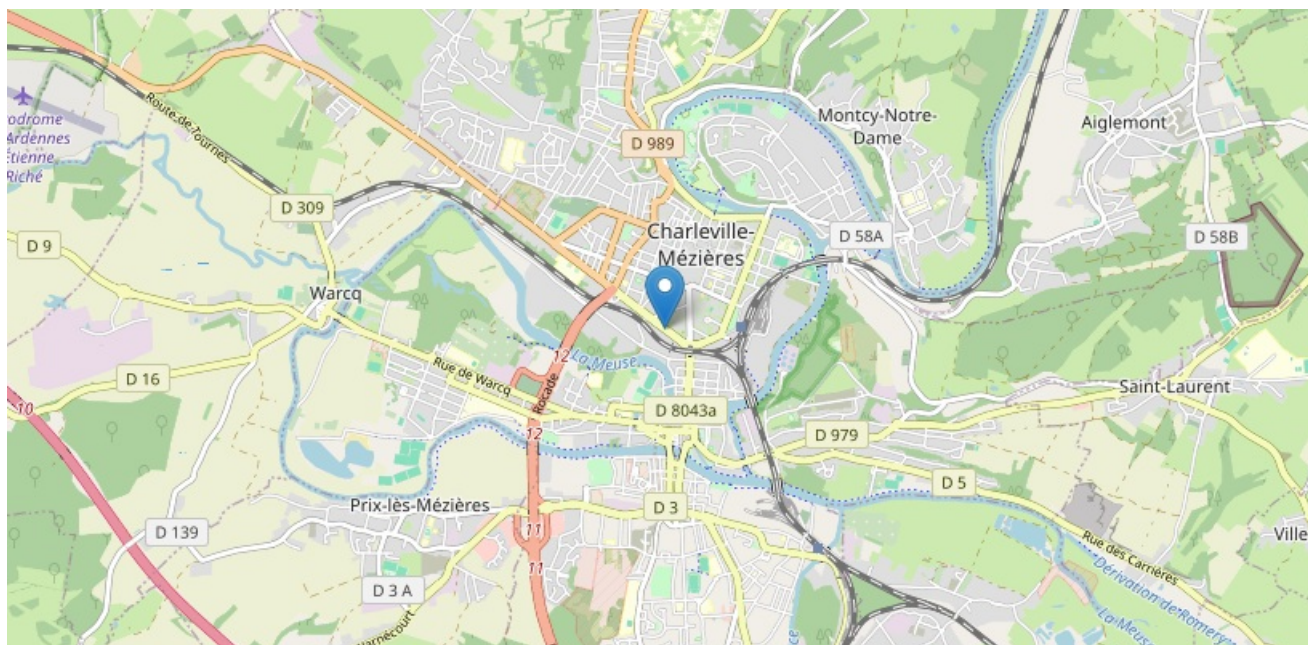 odrome
Ardennes
Étienne
Riché
Route de Tournes
D 309
D 9
D 989
Montcy-Notre-
Dame
Aiglemont
Charleville-
Mézières
D 58A
D 58B
Warcq
12
La Meuse
Rue de Warcq
Rocade
D 16
10
12
D 8043a
D 979
Saint-Laurent
D 5
Prix-lès-Mézières
D 3
D 139
11
11
D 3 A
Rue des Carrières
Ville
Dérivation de Romery
La Meuse
arnécourt